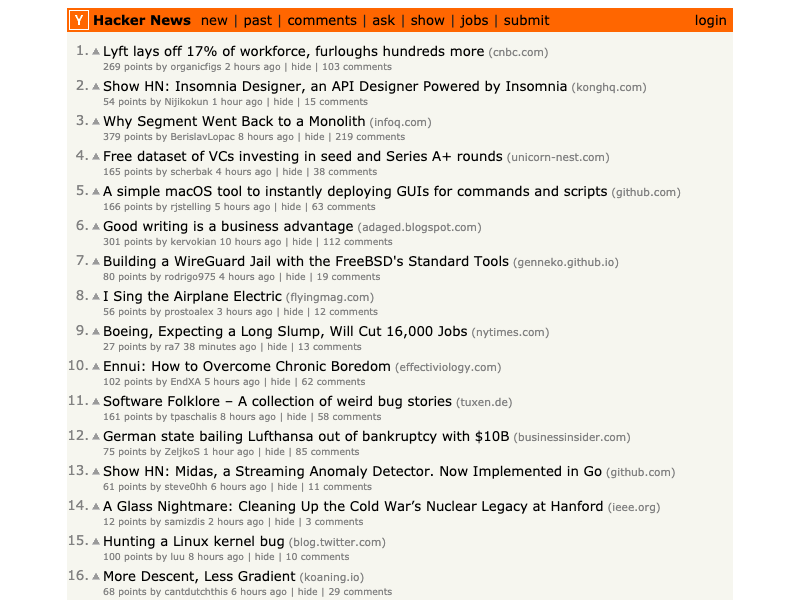 Y Hacker News new | past | comments | ask | show | jobs | submit login
1. Lyft lays off 17% of workforce, furloughs hundreds more (cnbc.com)
269 points by organicfigs 2 hours ago | hide | 103 comments
2. Show HN: Insomnia Designer, an API Designer Powered by Insomnia (konghq.com)
54 points by Nijikokun 1 hour ago | hide | 15 comments
3. Why Segment Went Back to a Monolith (infoq.com)
379 points by BerislavLopac 8 hours ago | hide | 219 comments
4. Free dataset of VCs investing in seed and Series A+ rounds (unicorn-nest.com)
165 points by scherbak 4 hours ago | hide | 38 comments
5. A simple macOS tool to instantly deploying GUIs for commands and scripts (github.com)
166 points by rjstelling 5 hours ago | hide | 63 comments
6. Good writing is a business advantage (adaged.blogspot.com)
301 points by kervokian 10 hours ago | hide | 112 comments
7. Building a WireGuard Jail with the FreeBSD's Standard Tools (genneko.github.io)
80 points by rodrigo975 4 hours ago | hide | 19 comments
8. I Sing the Airplane Electric (flyingmag.com)
56 points by prostoalex 3 hours ago | hide | 12 comments
9. Boeing, Expecting a Long Slump, Will Cut 16,000 Jobs (nytimes.com)
27 points by ra7 38 minutes ago | hide | 13 comments
10. Ennui: How to Overcome Chronic Boredom (effectiviology.com)
102 points by EndXA 5 hours ago | hide | 62 comments
11. Software Folklore – A collection of weird bug stories (tuxen.de)
161 points by tpaschalis 8 hours ago | hide | 58 comments
12. German state bailing Lufthansa out of bankruptcy with $10B (businessinsider.com)
75 points by ZeljkoS 1 hour ago | hide | 85 comments
13. Show HN: Midas, a Streaming Anomaly Detector. Now Implemented in Go (github.com)
61 points by steve0hh 6 hours ago | hide | 11 comments
14. A Glass Nightmare: Cleaning Up the Cold War’s Nuclear Legacy at Hanford (ieee.org)
12 points by samizdis 2 hours ago | hide | 3 comments
15. Hunting a Linux kernel bug (blog.twitter.com)
100 points by luu 8 hours ago | hide | 10 comments
16. More Descent, Less Gradient (koaning.io)
68 points by cantdutchthis 6 hours ago | hide | 29 comments